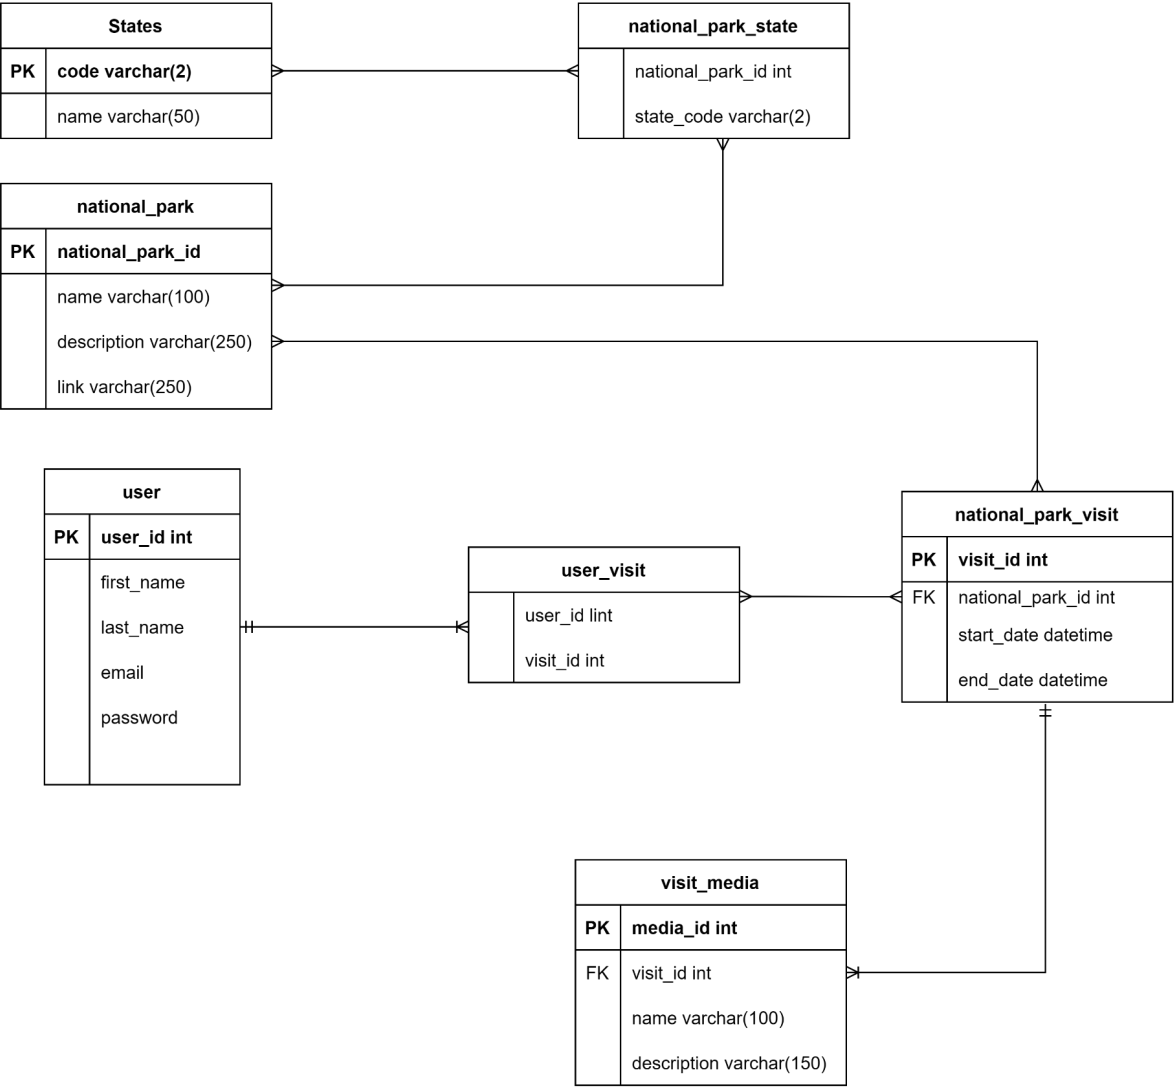 States
PK code varchar(2)
name varchar(50)
national_park_state
national_park_id int
state_code varchar(2)
national_park
PK national_park_id
name varchar(100)
description varchar(250)
link varchar(250)
user
PK user_id int
first_name
last_name
email
password
user_visit
user_id lint
visit_id int
national_park_visit
PK visit_id int
FK national_park_id int
start_date datetime
end_date datetime
visit_media
PK media_id int
FK visit_id int
name varchar(100)
description varchar(150)